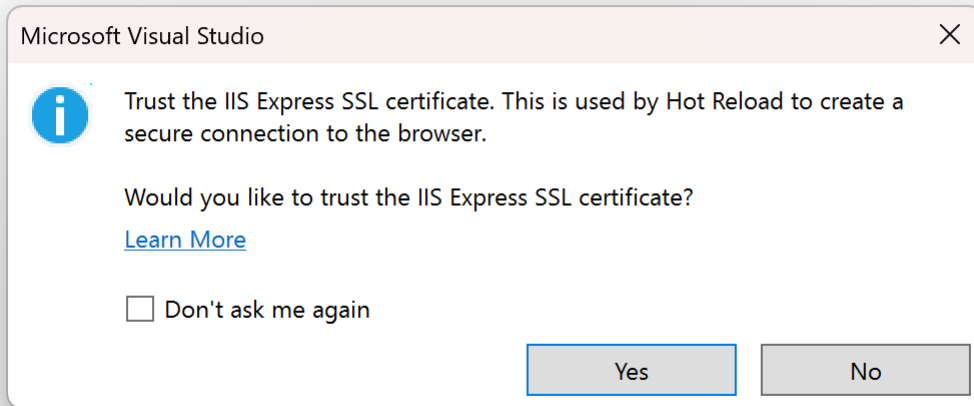 Microsoft Visual Studio
Trust the IIS Express SSL certificate. This is used by Hot Reload to create a
secure connection to the browser.
Would you like to trust the IIS Express SSL certificate?
Learn More
Don't ask me again
Yes
No